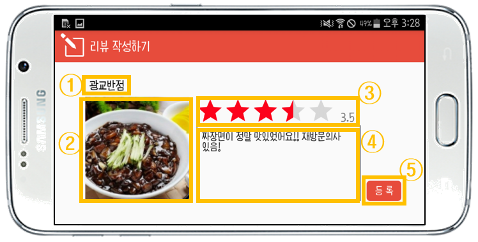 47% 오후 3:28
리뷰 작성하기
① 광교반점
②
③
3.5
④
짜장면이 정말 맛있었어요!! 재방문의사
있음!
⑤
등록
SAMSUNG